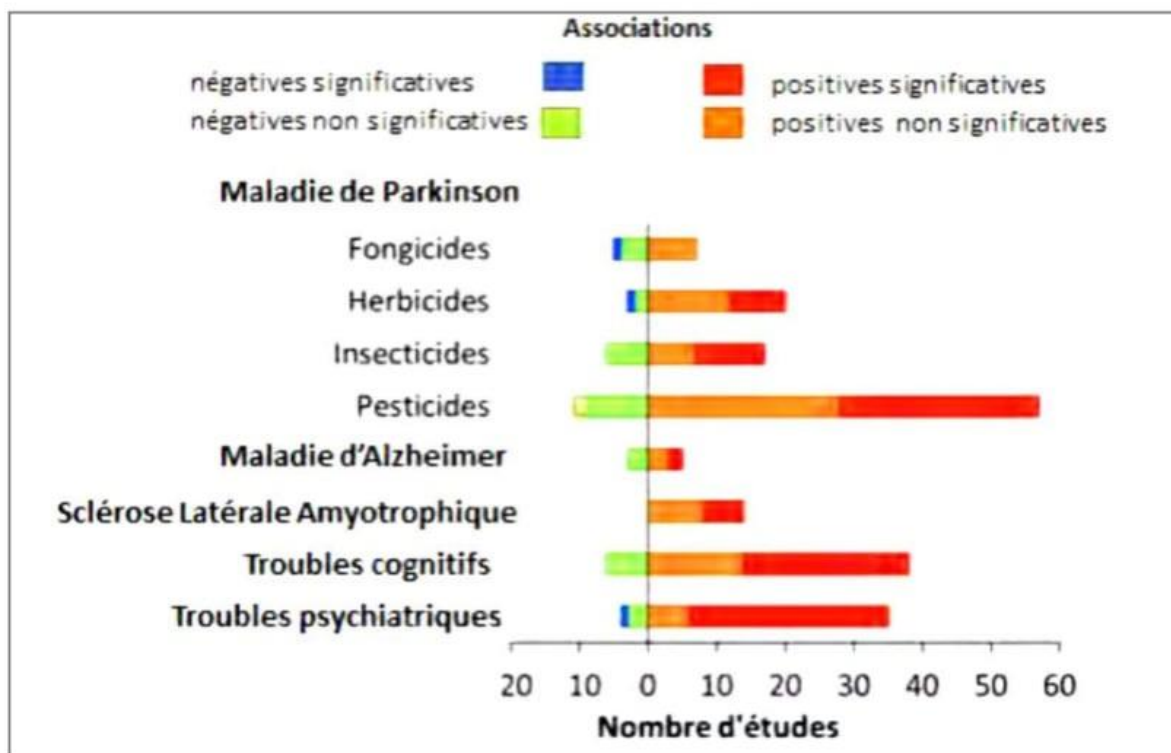 Associations
négatives significatives
positives significatives
négatives non significatives
positives non significatives
Maladie de Parkinson
Fongicides
Herbicides
Insecticides
Pesticides
Maladie d'Alzheimer
Sclérose Latérale Amyotrophique
Troubles cognitifs
Troubles psychiatriques
20 10 0 10 20 30 40 50 60
Nombre d'études